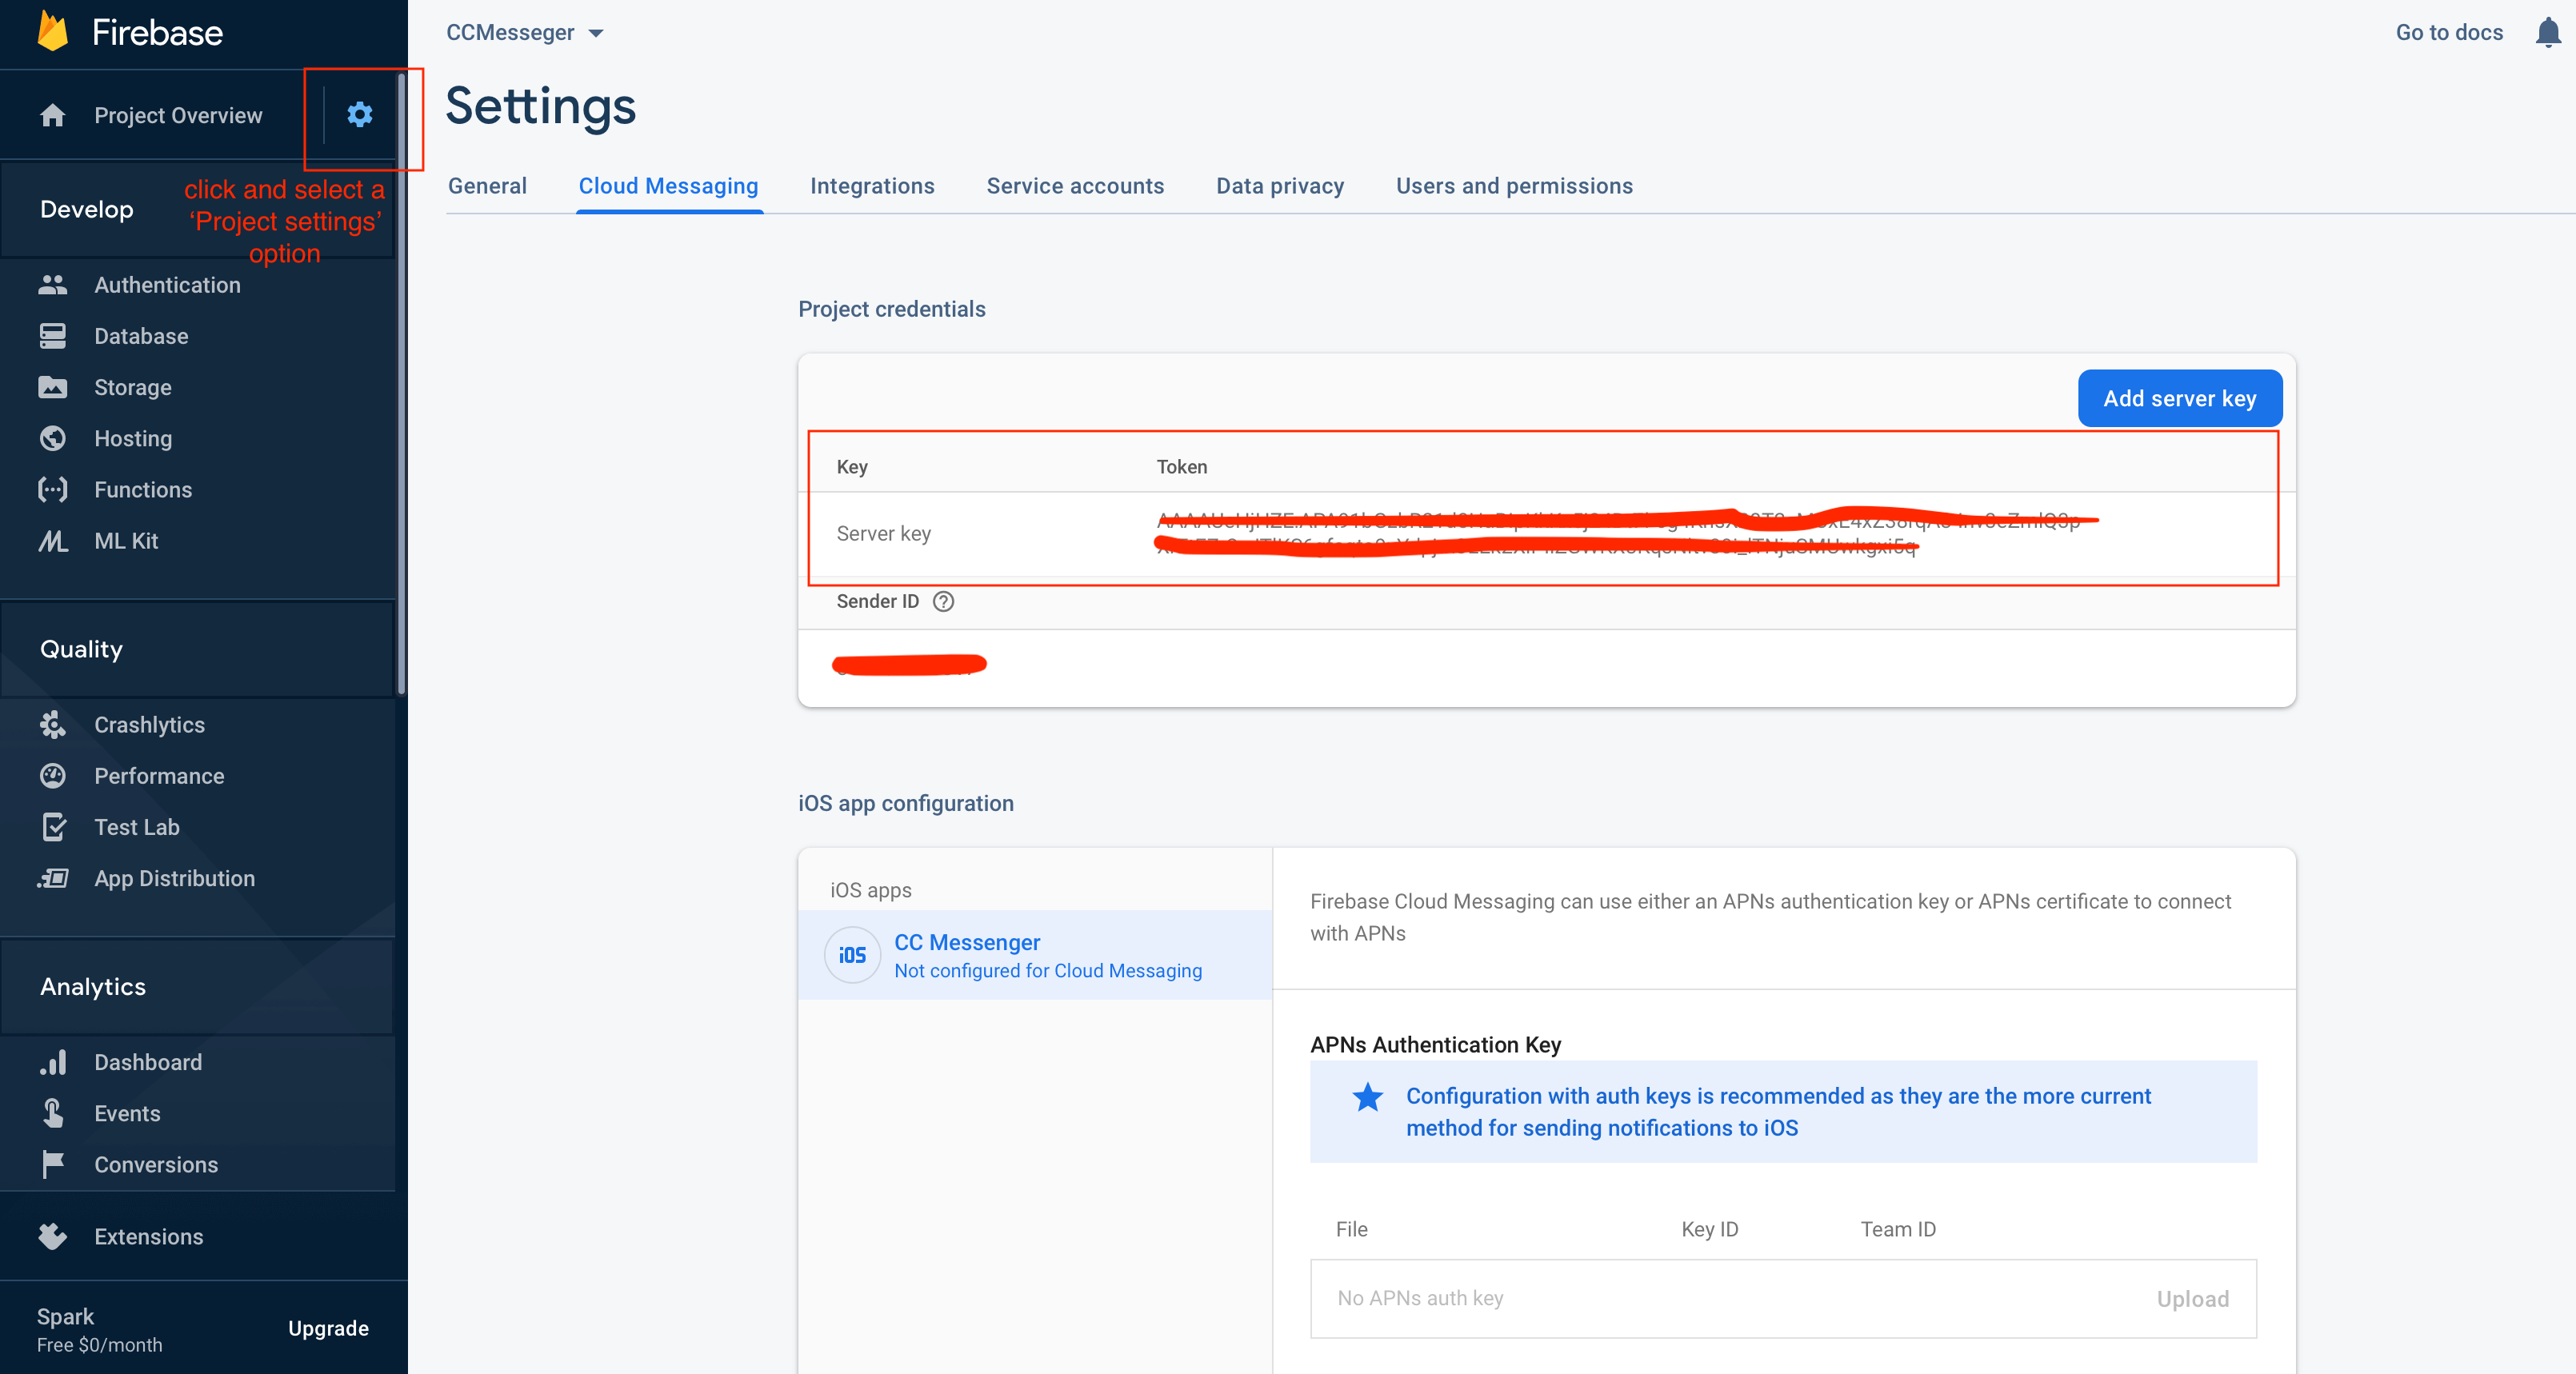 Firebase
CCMesseger
Go to docs
Project Overview
Settings
click and select a
‘Project settings’
option
General
Cloud Messaging
Integrations
Service accounts
Data privacy
Users and permissions
Develop
Authentication
Database
Storage
Hosting
Functions
ML Kit
Quality
Crashlytics
Performance
Test Lab
App Distribution
Analytics
Dashboard
Events
Conversions
Extensions
Spark
Free $0/month
Upgrade
Project credentials
Add server key
Key Token
Server key
Sender ID
iOS app configuration
iOS apps
iOS
CC Messenger
Not configured for Cloud Messaging
Firebase Cloud Messaging can use either an APNs authentication key or APNs certificate to connect
with APNs
APNs Authentication Key
Configuration with auth keys is recommended as they are the more current
method for sending notifications to iOS
File Key ID Team ID
No APNs auth key Upload